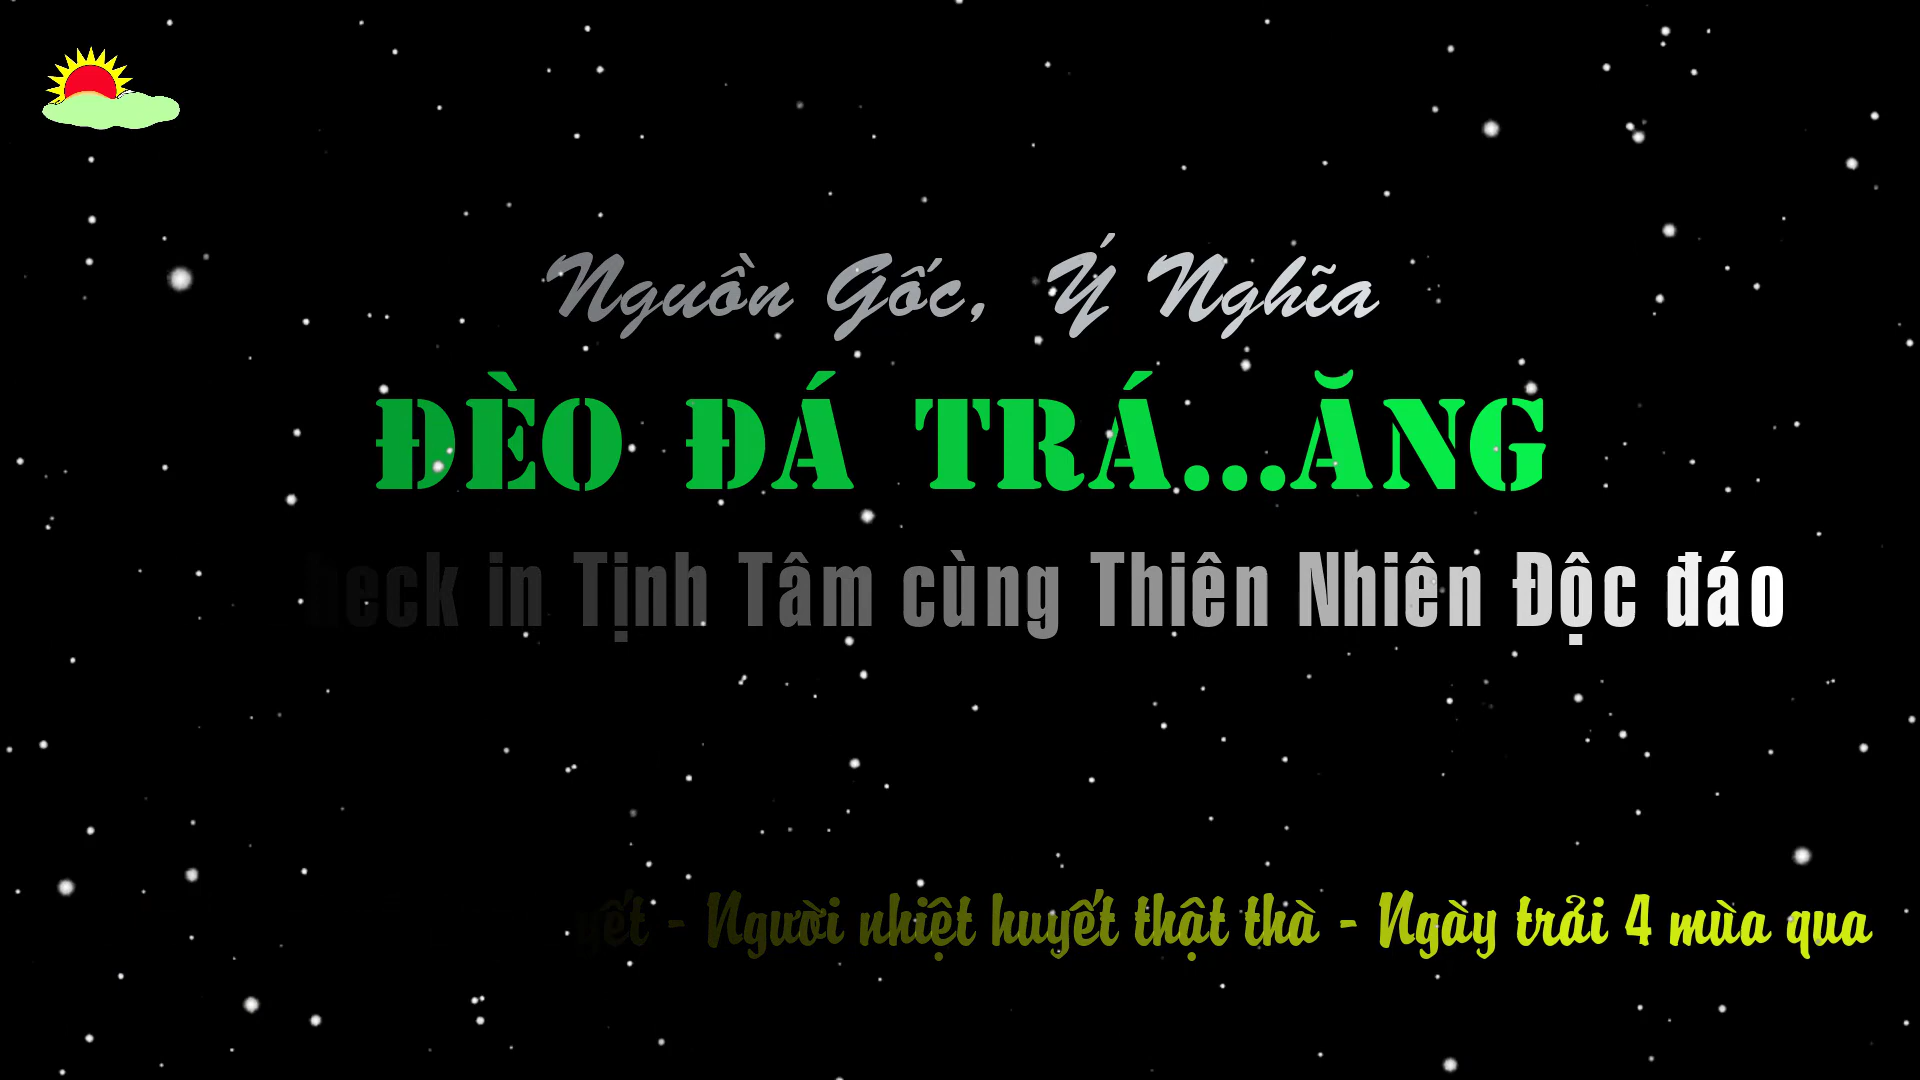 Nguồn Gốc, Ý Nghĩa
ĐÈO ĐÁ TRÁ...ĂNG
heck in Tịnh Tâm cùng Thiên Nhiên Độc đáo
- Người nhiệt huyết thật thà - Ngày trải 4 mùa qua